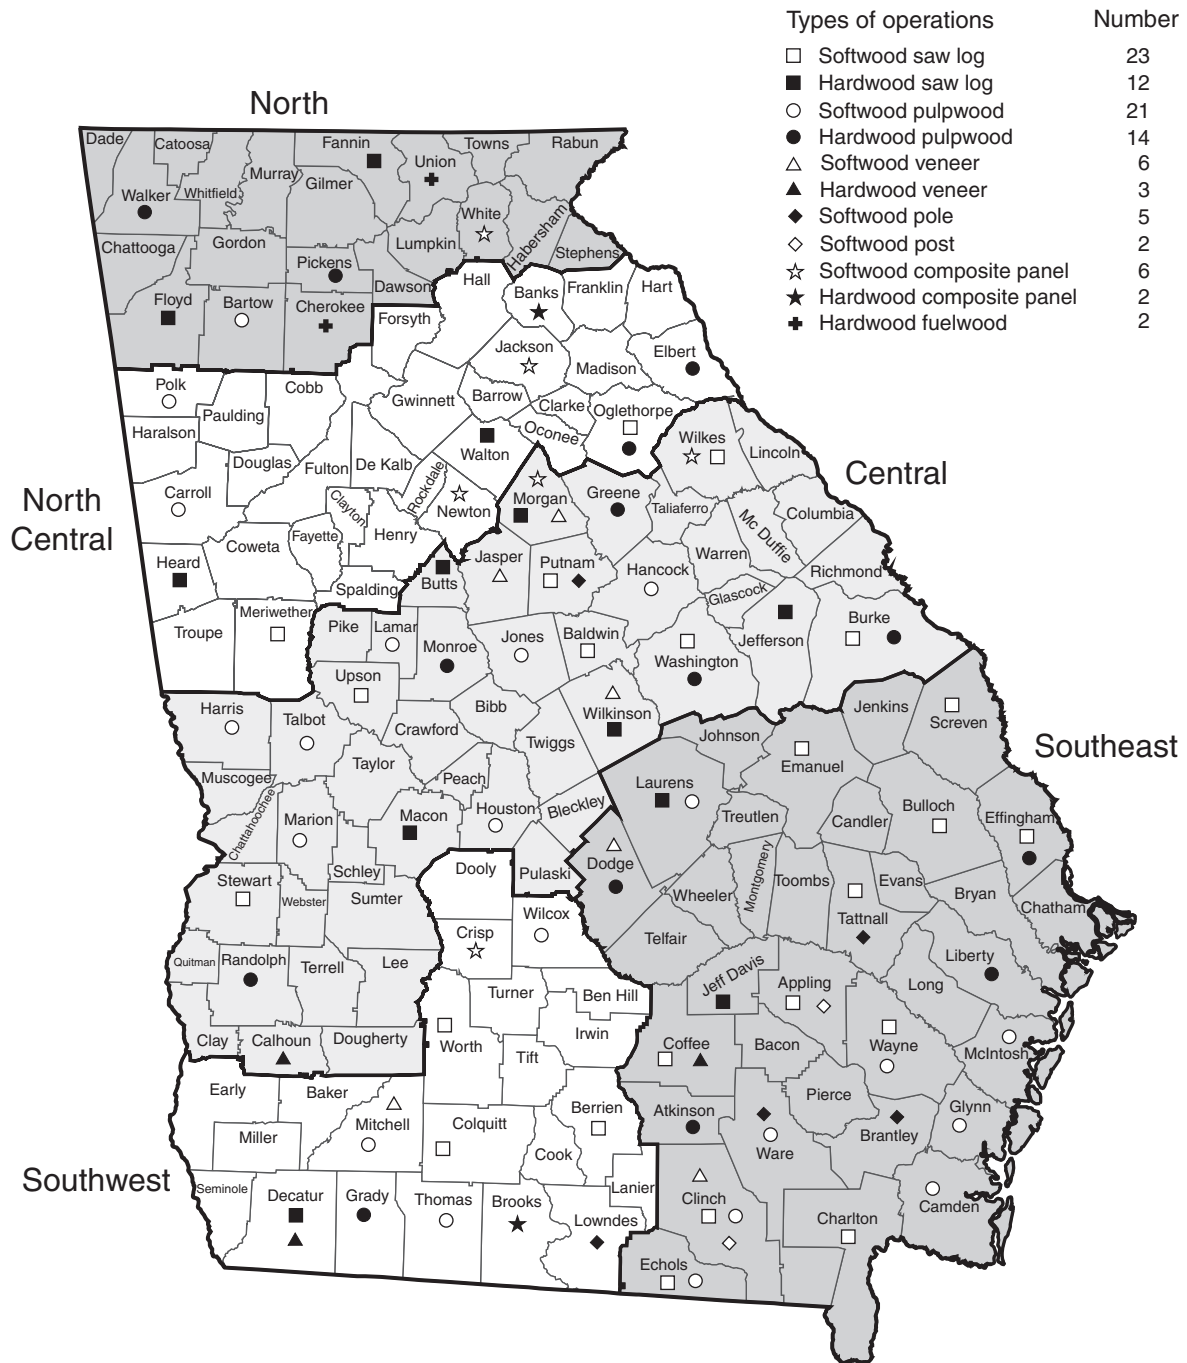 Types of operations Number
Softwood saw log 23
Hardwood saw log 12
Softwood pulpwood 21
Hardwood pulpwood 14
Softwood veneer 6
Hardwood veneer 3
Softwood pole 5
Softwood post 2
Softwood composite panel 6
Hardwood composite panel 2
Hardwood fuelwood 2
North
Dade
Catoosa
Fannin
Towns
Rabun
Union
Murray
Gilmer
Walker
Whitfield
White
Habersham
Chattooga
Gordon
Lumpkin
Stephens
Pickens
Dawson
Floyd
Bartow
Cherokee
Hall
Banks
Franklin
Hart
Forsyth
Jackson
Madison
Elbert
Polk
Cobb
Paulding
Gwinnett
Barrow
Clarke
Oglethorpe
Haralson
Oconee
Walton
Wilkes
Lincoln
Douglas
Fulton
De Kalb
Rockdale
Central
North
Central
Carroll
Clayton
Newton
Morgan
Greene
Taliaferro
Columbia
Mc Duffie
Coweta
Fayette
Henry
Heard
Spalding
Butts
Jasper
Putnam
Hancock
Warren
Richmond
Glascock
Troupe
Meriwether
Pike
Lamar
Monroe
Jones
Baldwin
Washington
Jefferson
Burke
Upson
Harris
Talbot
Crawford
Bibb
Wilkinson
Twiggs
Johnson
Jenkins
Screven
Southeast
Muscogee
Taylor
Peach
Emanuel
Chattahoochee
Marion
Macon
Houston
Bleckley
Laurens
Treutlen
Candler
Bulloch
Effingham
Stewart
Webster
Schley
Sumter
Dooly
Pulaski
Dodge
Wheeler
Montgomery
Toombs
Evans
Bryan
Chatham
Tattnall
Crisp
Wilcox
Telfair
Quitman
Randolph
Terrell
Lee
Jeff Davis
Appling
Long
Liberty
Turner
Ben Hill
Clay
Calhoun
Dougherty
Worth
Irwin
Tift
Coffee
Bacon
Wayne
McIntosh
Early
Baker
Mitchell
Miller
Colquitt
Berrien
Cook
Atkinson
Pierce
Ware
Brantley
Glynn
Southwest
Seminole
Decatur
Grady
Thomas
Brooks
Lanier
Lowndes
Clinch
Charlton
Camden
Echols